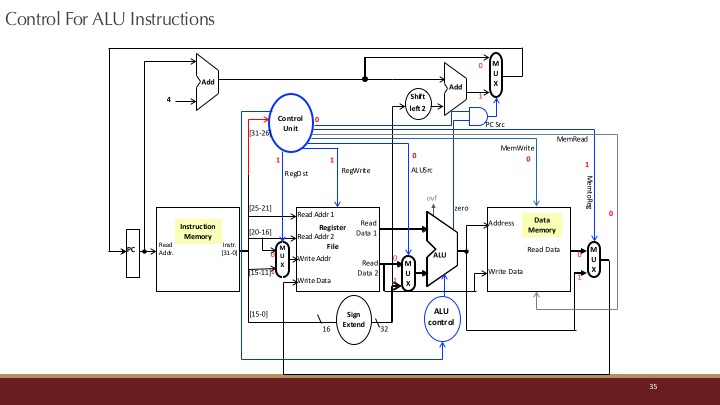 Control For ALU Instructions
Add
4
Shift
left 2
Add
0
M
U
X
1
PC Src
Control
Unit
0
[31-26]
1
RegDst
1
RegWrite
0
ALUSrc
MemWrite
0
MemRead
1
MemtoReg
0
ovf
zero
PC
Instruction
Memory
Read
Addr.
Instr.
[31-0]
[25-21]
[20-16]
[15-11]
[15-0]
0
M
U
X
1
Read Addr 1
Read Addr 2
Write Addr
Write Data
Register
File
Read
Data 1
Read
Data 2
0
M
U
X
1
ALU
Address
Data
Memory
Read Data
Write Data
0
M
U
X
1
Sign
Extend
16
32
ALU
control
35